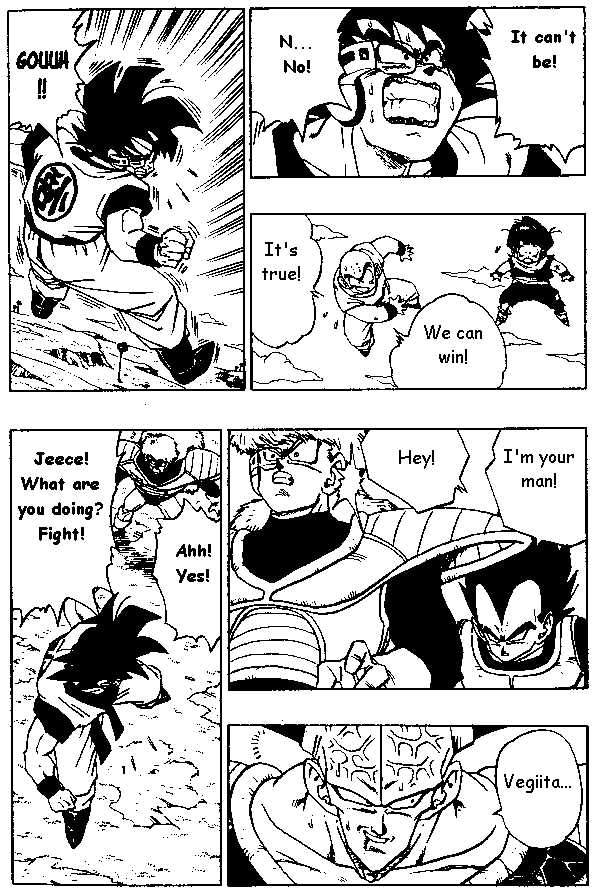 GOUUUA
!!
N...
No!
It can't
be!
It's
true!
We can
win!
Jeece!
What are
you doing?
Fight!
Ahh!
Yes!
Hey!
I'm your
man!
Vegiita...